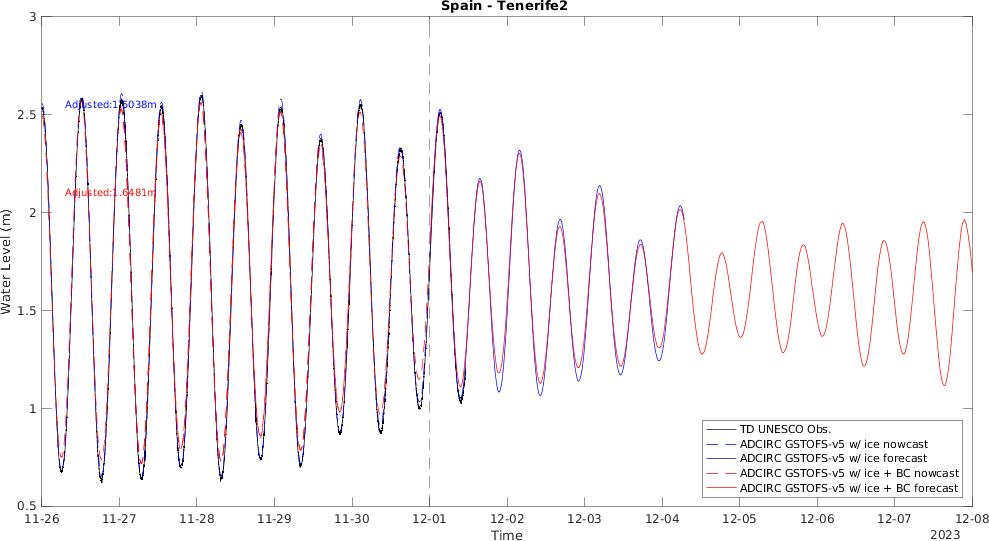 Spain - Tenerife2
Water Level (m)
3
2.5
2
1.5
1
0.5
Adjusted:1.5038m
Adjusted:1.6481m
TD UNESCO Obs.
ADCIRC GSTOFS-v5 w/ ice nowcast
ADCIRC GSTOFS-v5 w/ ice forecast
ADCIRC GSTOFS-v5 w/ ice + BC nowcast
ADCIRC GSTOFS-v5 w/ ice + BC forecast
11-26 11-27 11-28 11-29 11-30 12-01 12-02 12-03 12-04 12-05 12-06 12-07 12-08
Time
2023